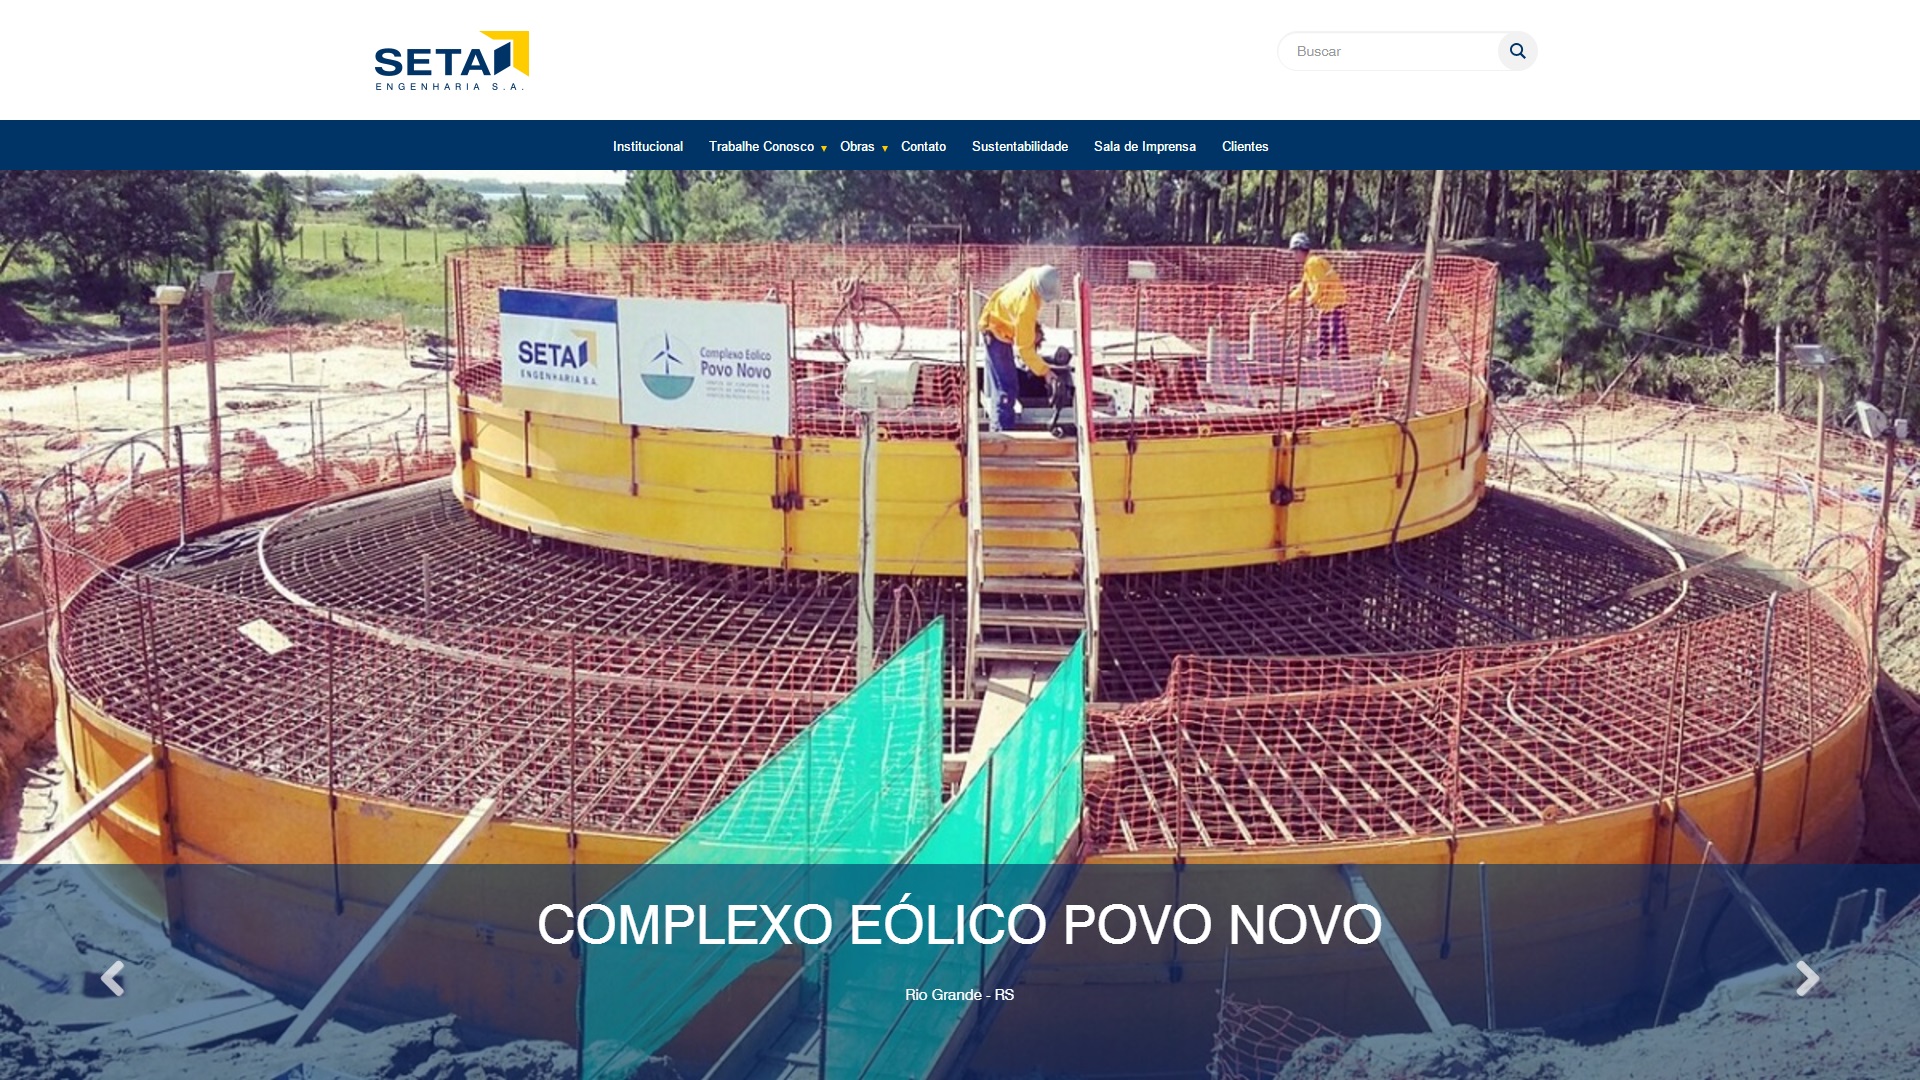 SETA
ENGENHARIA S.A.
Buscar
Institucional Trabalhe Conosco Obras Contato Sustentabilidade Sala de Imprensa Clientes
SETA
ENGENHARIA S.A.
Complexo Eolico
Povo Novo
COMPLEXO EÓLICO POVO NOVO
Rio Grande - RS